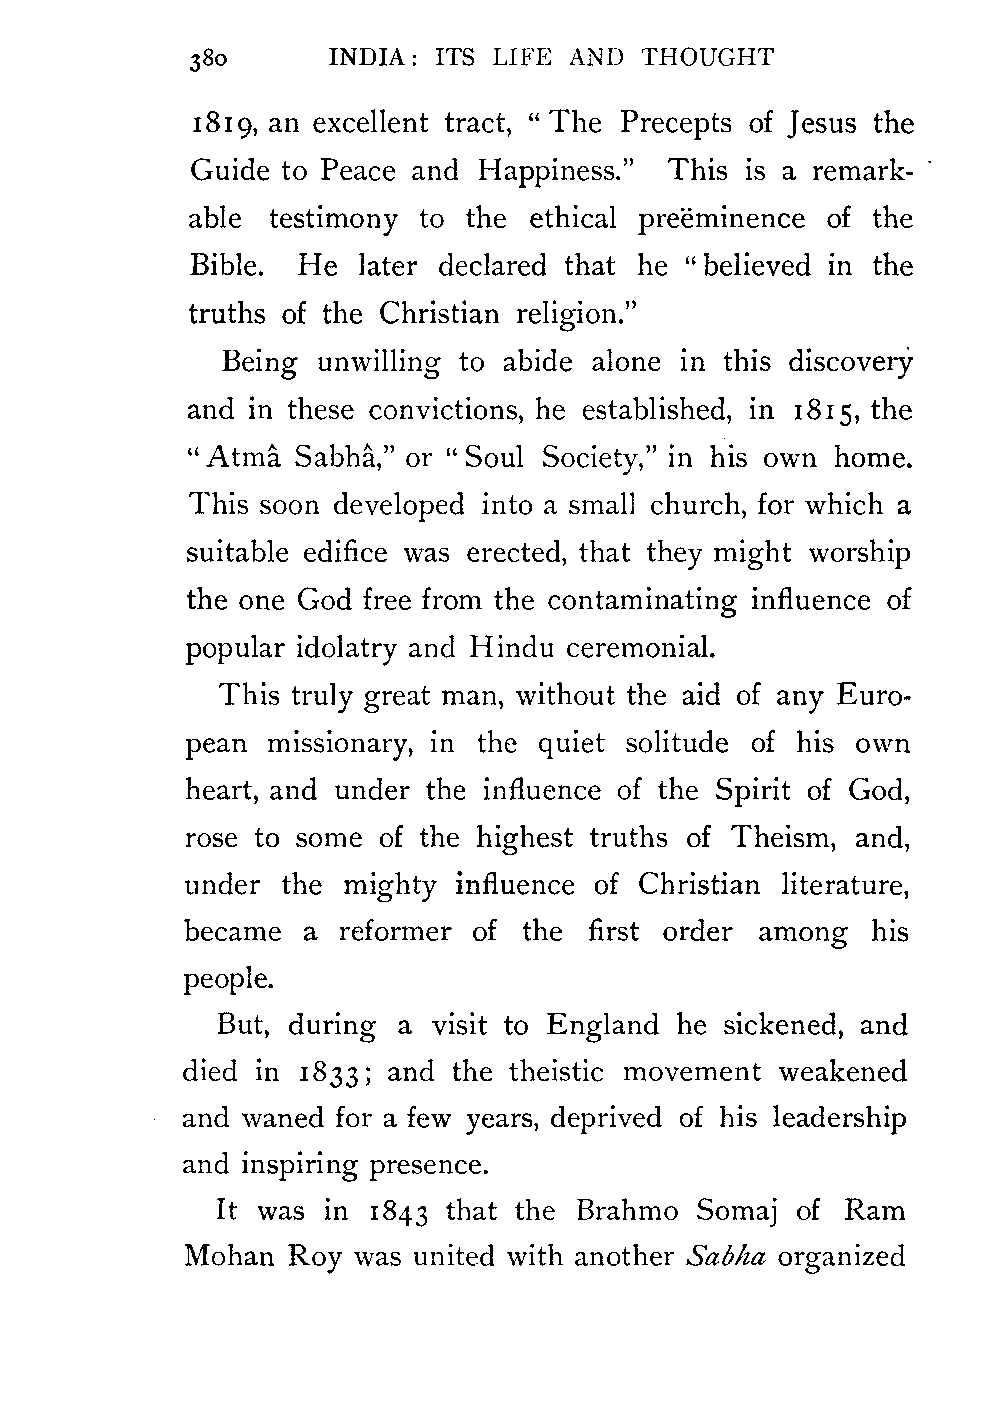 380 INDIA: ITS LIFE AND THOUGHT
1819, an excellent tract, “The Precepts of Jesus the
Guide to Peace and Happiness.” This is a remark-
able testimony to the ethical preëminence of the
Bible. He later declared that he “believed in the
truths of the Christian religion.”
Being unwilling to abide alone in this discovery
and in these convictions, he established, in 1815, the
“Atmâ Sabhâ,” or “Soul Society,” in his own home.
This soon developed into a small church, for which a
suitable edifice was erected, that they might worship
the one God free from the contaminating influence of
popular idolatry and Hindu ceremonial.
This truly great man, without the aid of any Euro-
pean missionary, in the quiet solitude of his own
heart, and under the influence of the Spirit of God,
rose to some of the highest truths of Theism, and,
under the mighty influence of Christian literature,
became a reformer of the first order among his
people.
But, during a visit to England he sickened, and
died in 1833; and the theistic movement weakened
and waned for a few years, deprived of his leadership
and inspiring presence.
It was in 1843 that the Brahmo Somaj of Ram
Mohan Roy was united with another Sabha organized